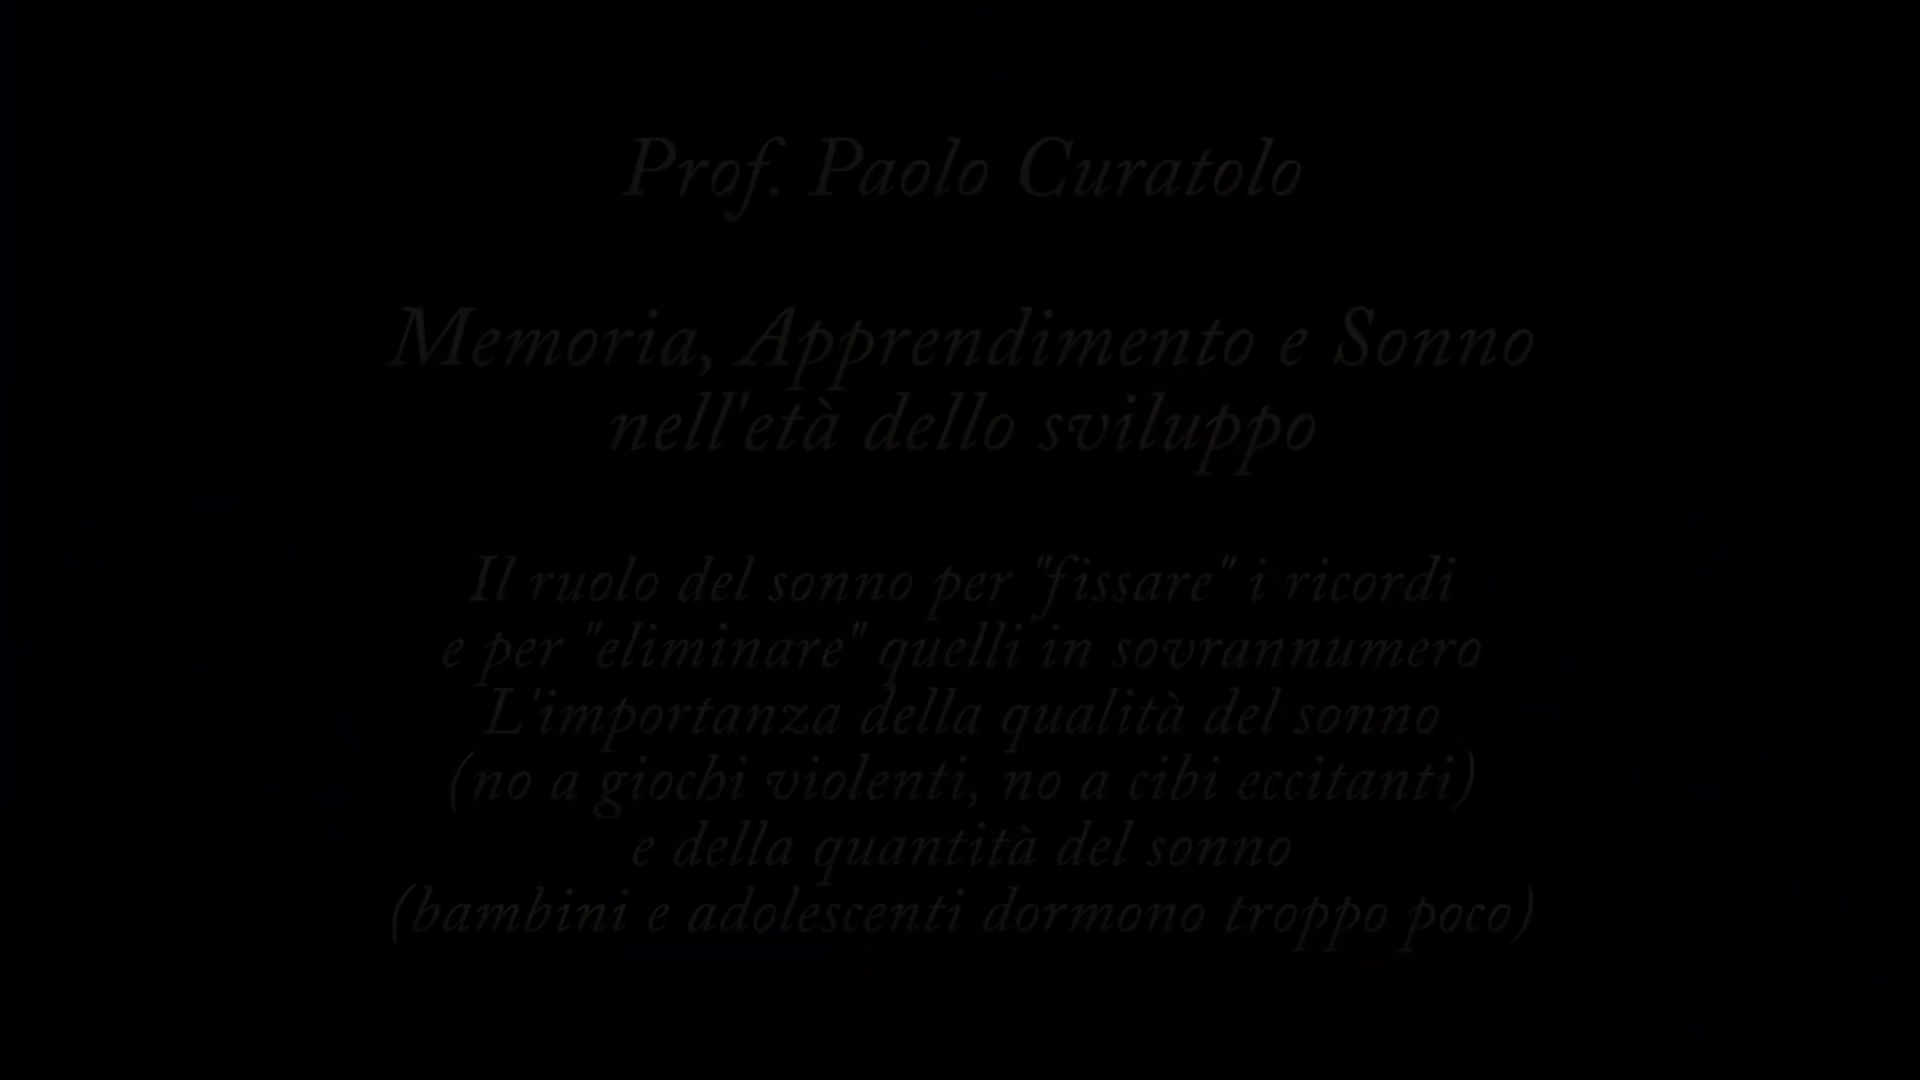 Prof. Paolo Curatolo
Memoria, Apprendimento e Sonno
nell'età dello sviluppo
Il ruolo del sonno per "fissare" i ricordi
e per "eliminare" quelli in sovrannumero
L'importanza della qualità del sonno
(no a giochi violenti, no a cibi eccitanti)
e della quantità del sonno
(bambini e adolescenti dormono troppo poco)